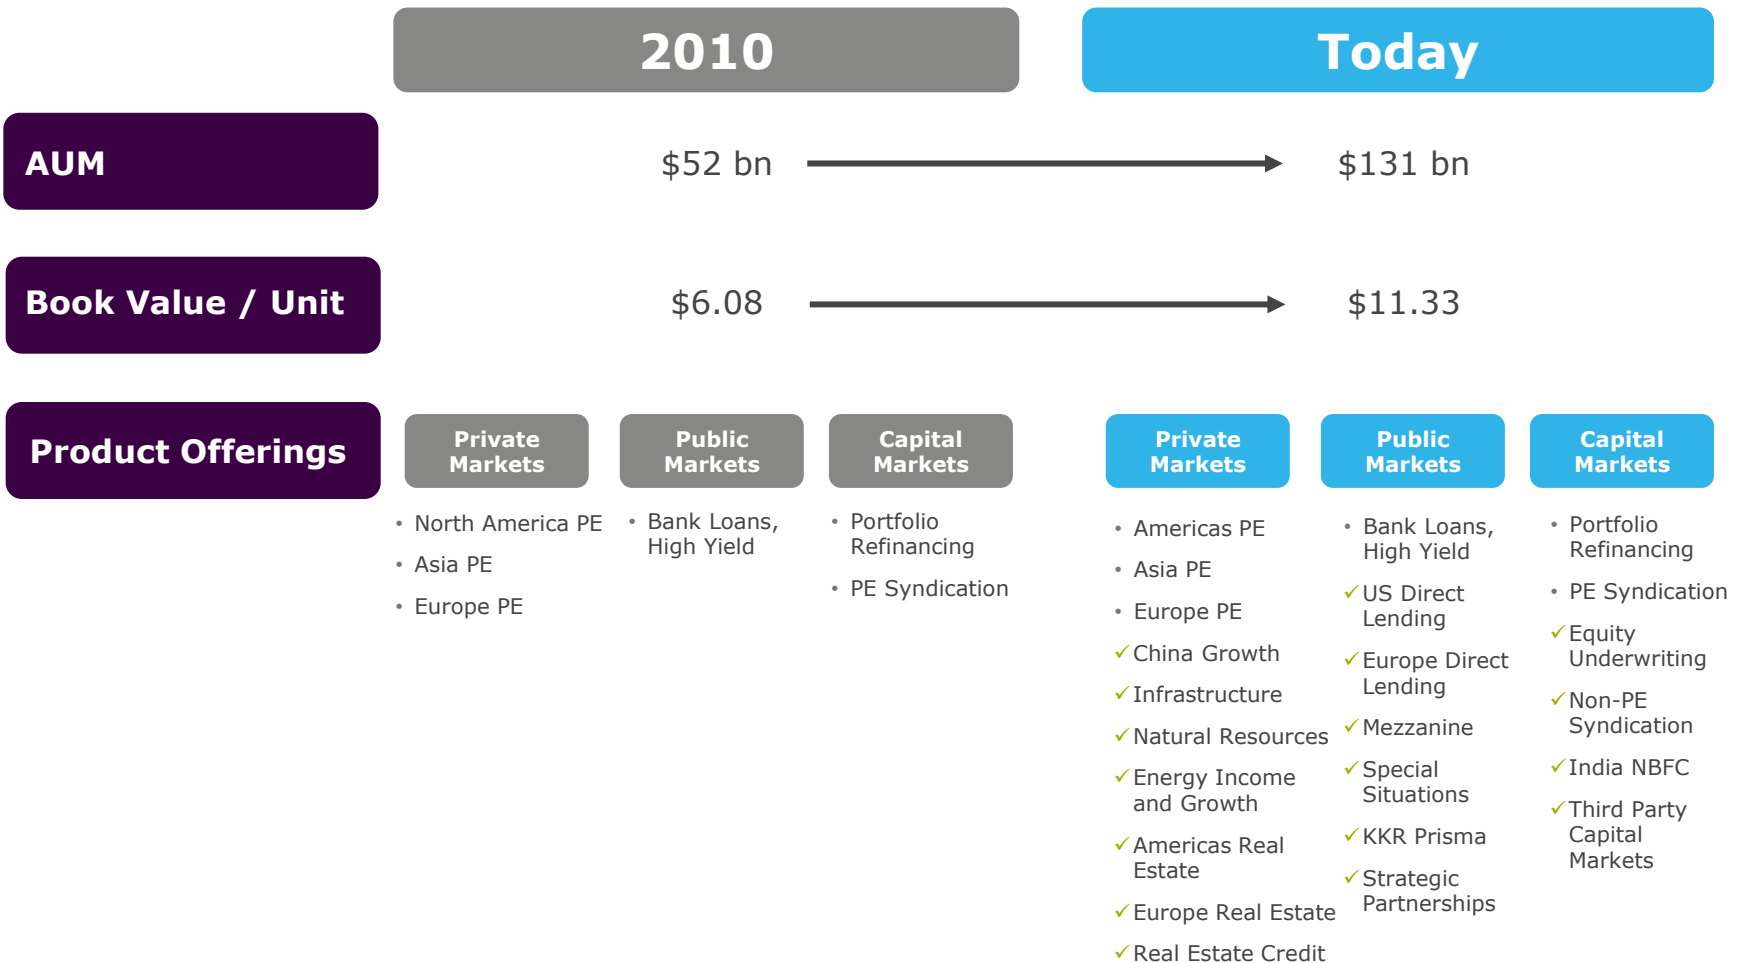 2010
Today
AUM
$52 bn
$131 bn
Book Value / Unit
$6.08
$11.33
Product Offerings
Private
Markets
• North America PE
• Asia PE
• Europe PE
Public
Markets
• Bank Loans,
High Yield
Capital
Markets
• Portfolio
Refinancing
• PE Syndication
Private
Markets
• Americas PE
• Asia PE
• Europe PE
✓ China Growth
✓ Infrastructure
✓ Natural Resources
✓ Energy Income
and Growth
✓ Americas Real
Estate
✓ Europe Real Estate
✓ Real Estate Credit
Public
Markets
• Bank Loans,
High Yield
✓ US Direct
Lending
✓ Europe Direct
Lending
✓ Mezzanine
✓ Special
Situations
✓ KKR Prisma
✓ Strategic
Partnerships
Capital
Markets
• Portfolio
Refinancing
• PE Syndication
✓ Equity
Underwriting
✓ Non-PE
Syndication
✓ India NBFC
✓ Third Party
Capital
Markets